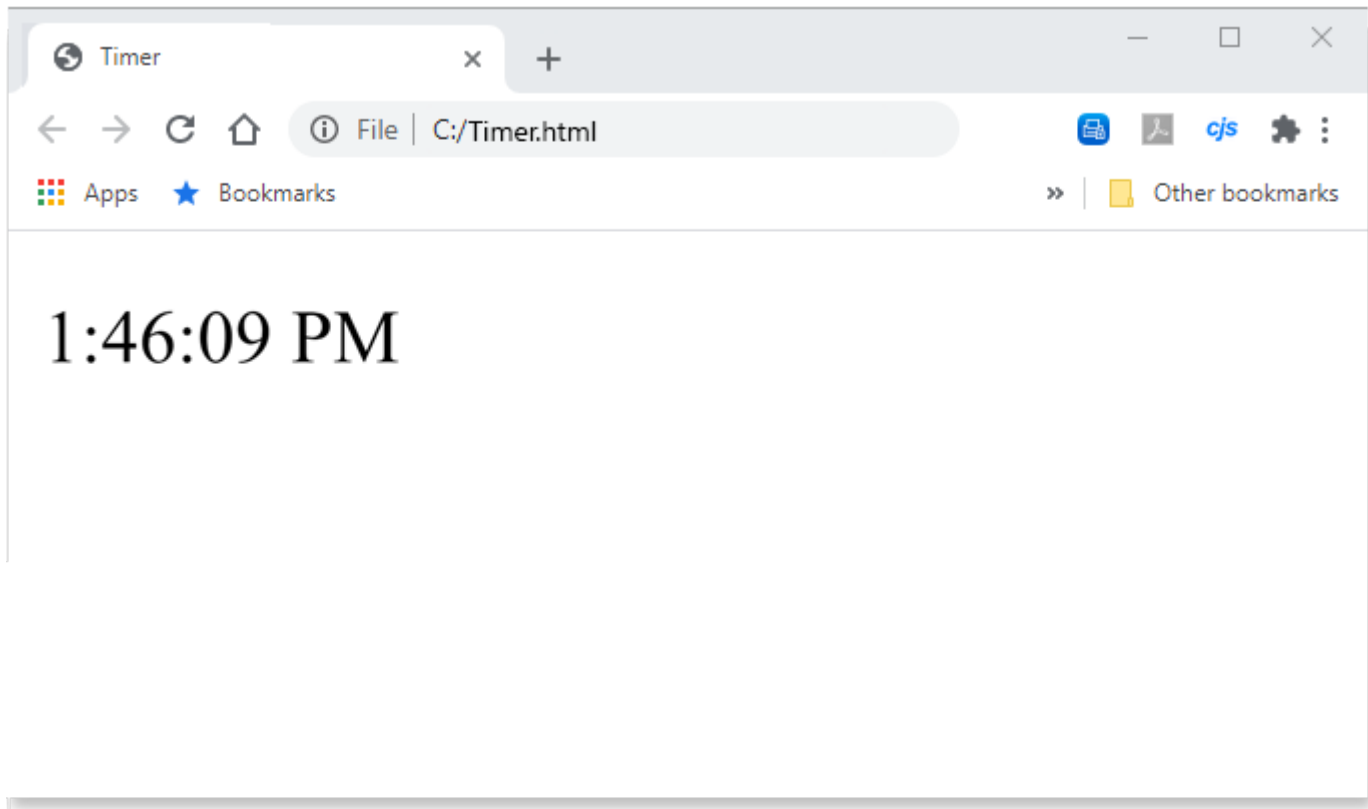 Timer
File C:/Timer.html
cjs
Apps Bookmarks
Other bookmarks
1:46:09 PM